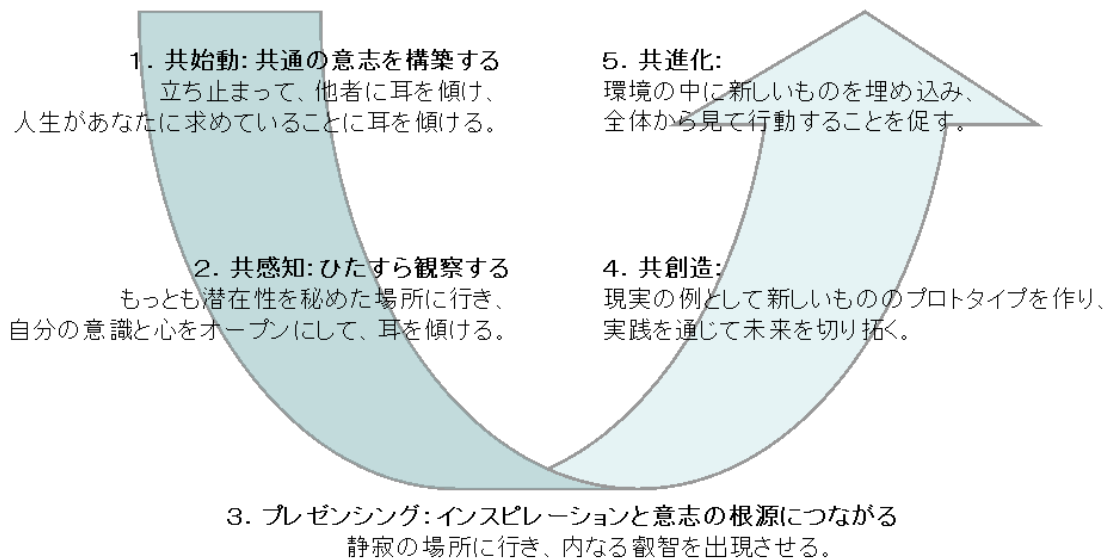 1. 共始動：共通の意志を構築する
立ち止まって、他者に耳を傾け、
人生があなたに求めていることに耳を傾ける。
2. 共感知：ひたすら観察する
もっとも潜在性を秘めた場所に行き、
自分の意識と心をオープンにして、耳を傾ける。
3. プレゼンシング：インスピレーションと意志の根源につながる
静寂の場所に行き、内なる叡智を出現させる。
4. 共創造：
現実の例として新しいもののプロトタイプを作り、
実践を通じて未来を切り拓く。
5. 共進化：
環境の中に新しいものを埋め込み、
全体から見て行動することを促す。